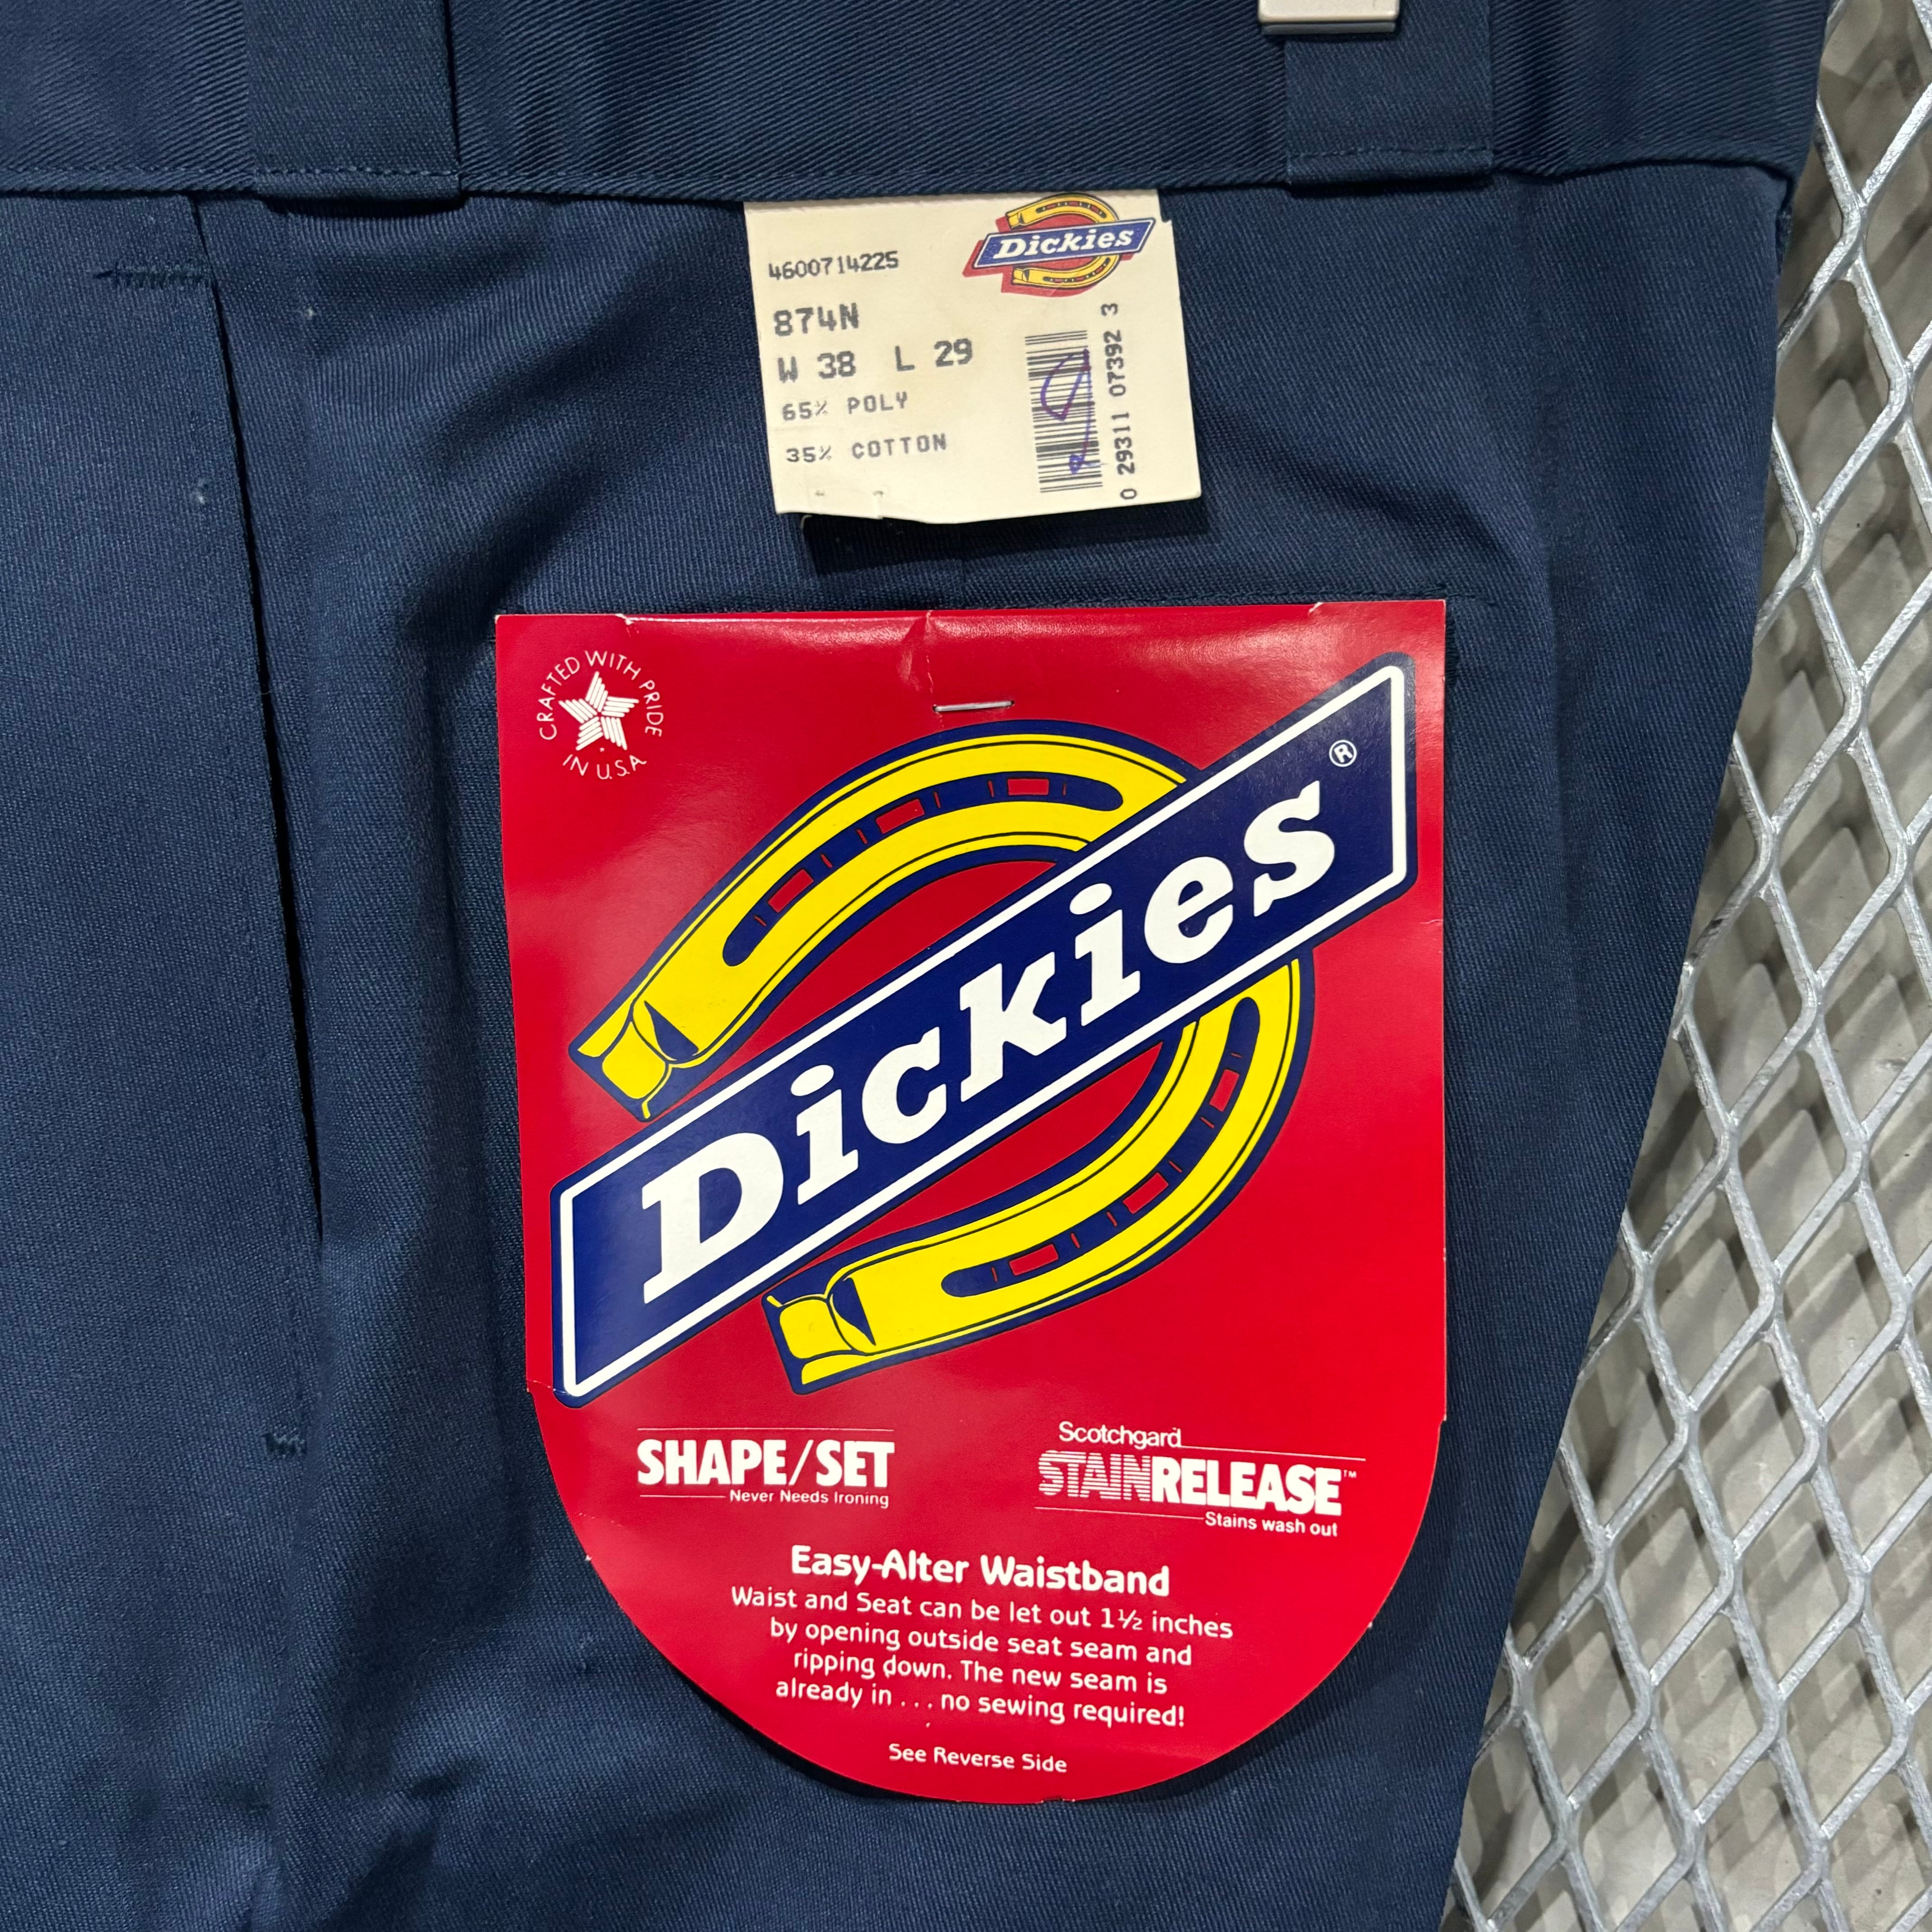 4600714225
Dickies
874N
W 38 L 29
65% POLY
35% COTTON
0 29311 07392 3
CRAFTED WITH PRIDE
IN U.S.A
Dickies®
SHAPE/SET
Never Needs Ironing
Scotchgard
STAINRELEASE™
Stains wash out
Easy-Alter Waistband
Waist and Seat can be let out 1½ inches
by opening outside seat seam and
ripping down. The new seam is
already in . . . no sewing required!
See Reverse Side